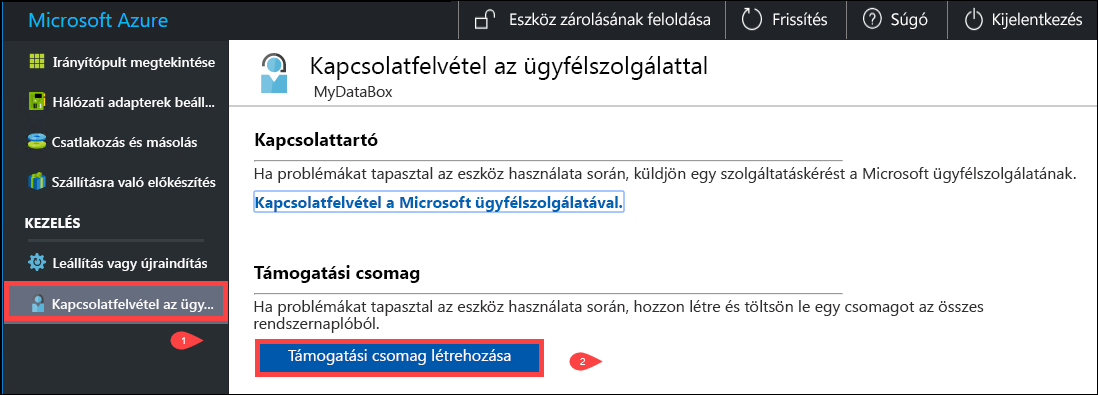 Microsoft Azure
Eszköz zárolásának feloldása
Frissítés
Súgó
Kijelentkezés
Irányítópult megtekintése
Hálózati adapterek beáll...
Csatlakozás és másolás
Szállításra való előkészítés
KEZELÉS
Leállítás vagy újraindítás
Kapcsolatfelvétel az ügy...
1
Kapcsolatfelvétel az ügyfélszolgálattal
MyDataBox
Kapcsolattartó
Ha problémákat tapasztal az eszköz használata során, küldjön egy szolgáltatáskérést a Microsoft ügyfélszolgálatának.
Kapcsolatfelvétel a Microsoft ügyfélszolgálatával.
Támogatási csomag
Ha problémákat tapasztal az eszköz használata során, hozzon létre és töltsön le egy csomagot az összes
rendszernaplóból.
Támogatási csomag létrehozása
2